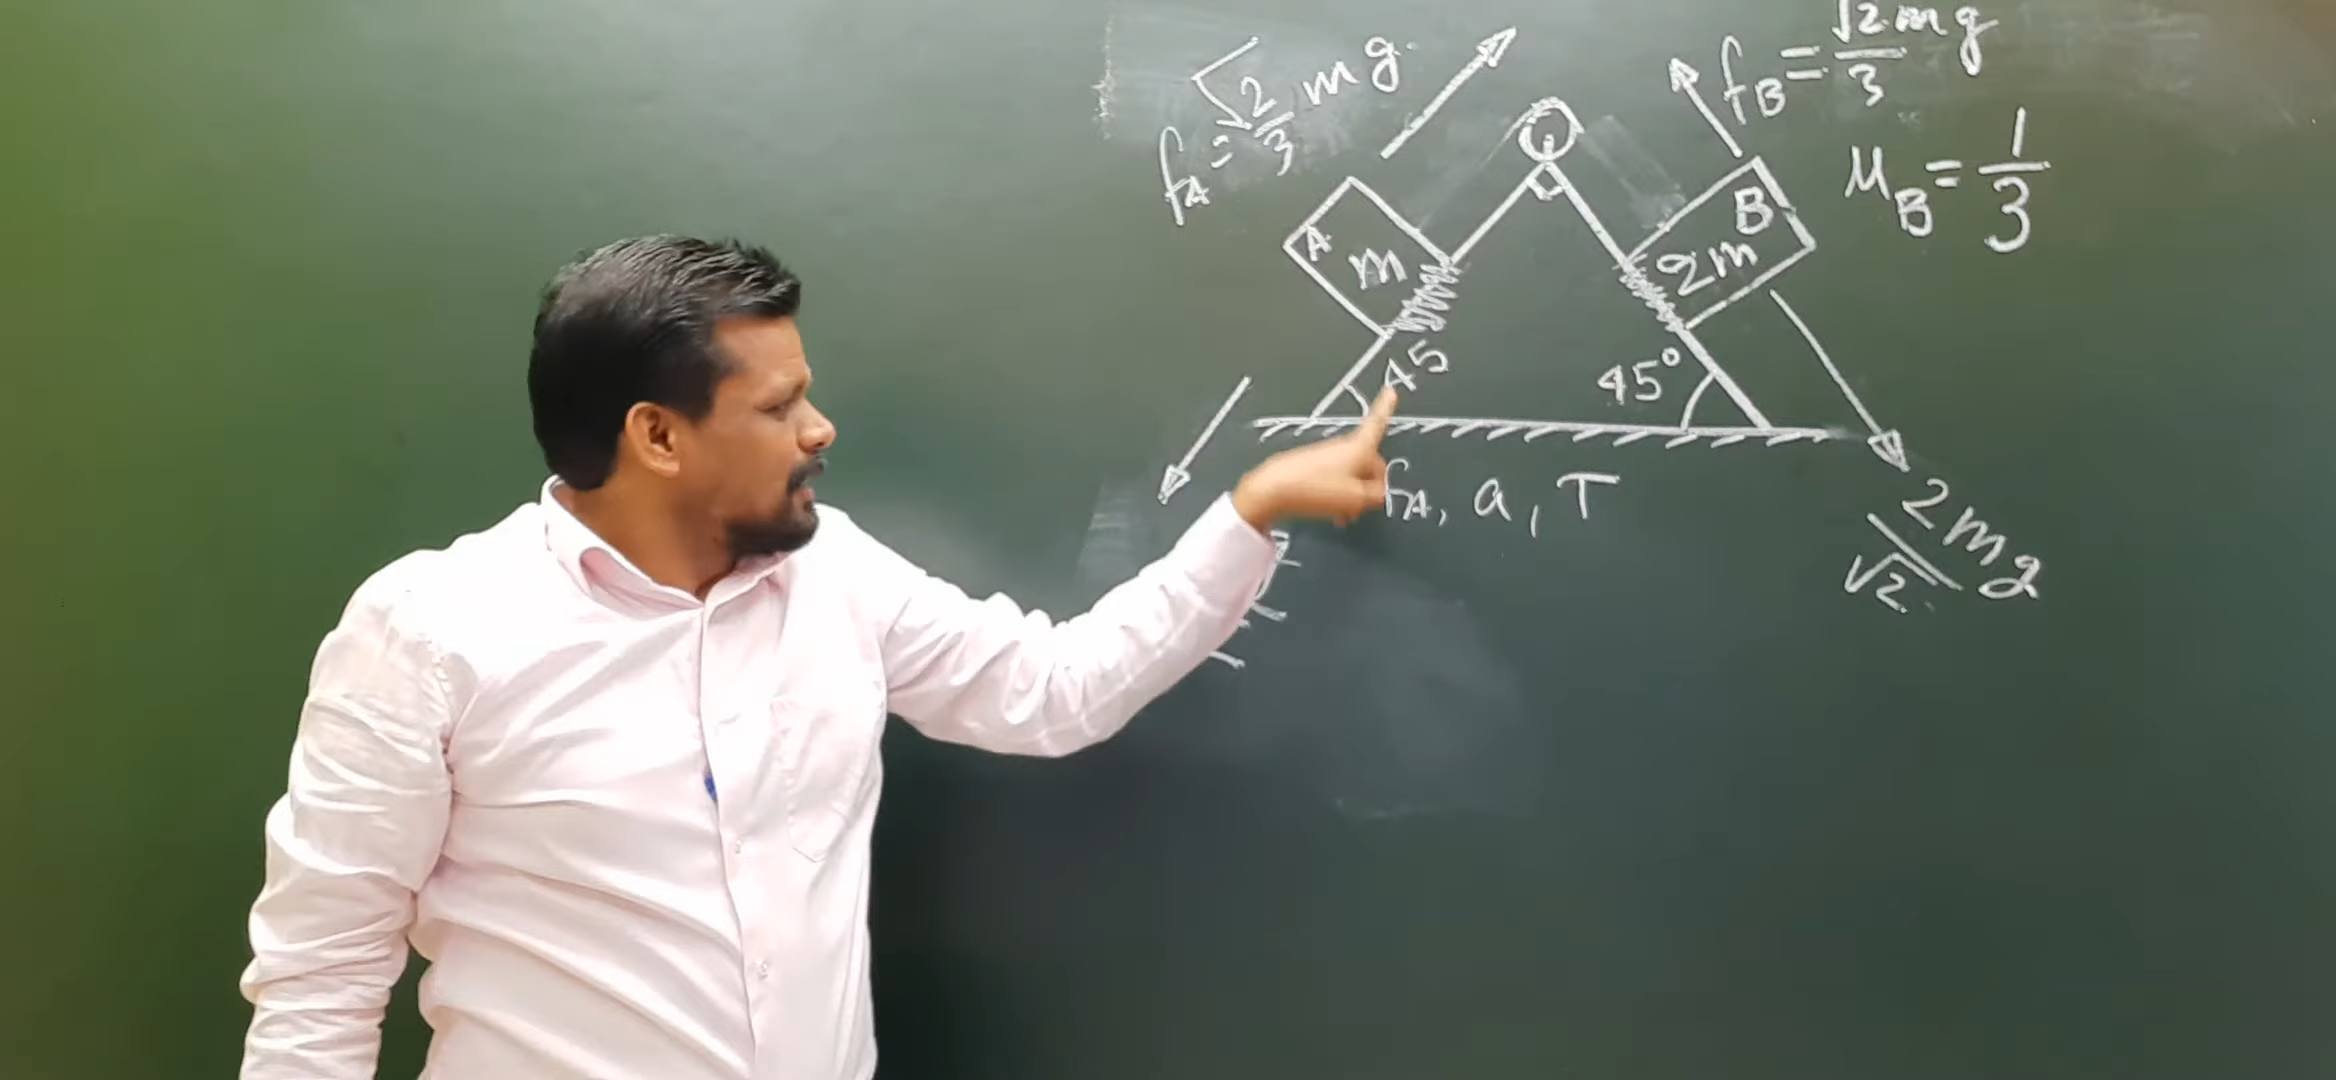 fA = √2/3 mg
fB = √2mg/3
μB = 1/3
A
m
B
2m
45
45°
fA, a, T
2mg/√2